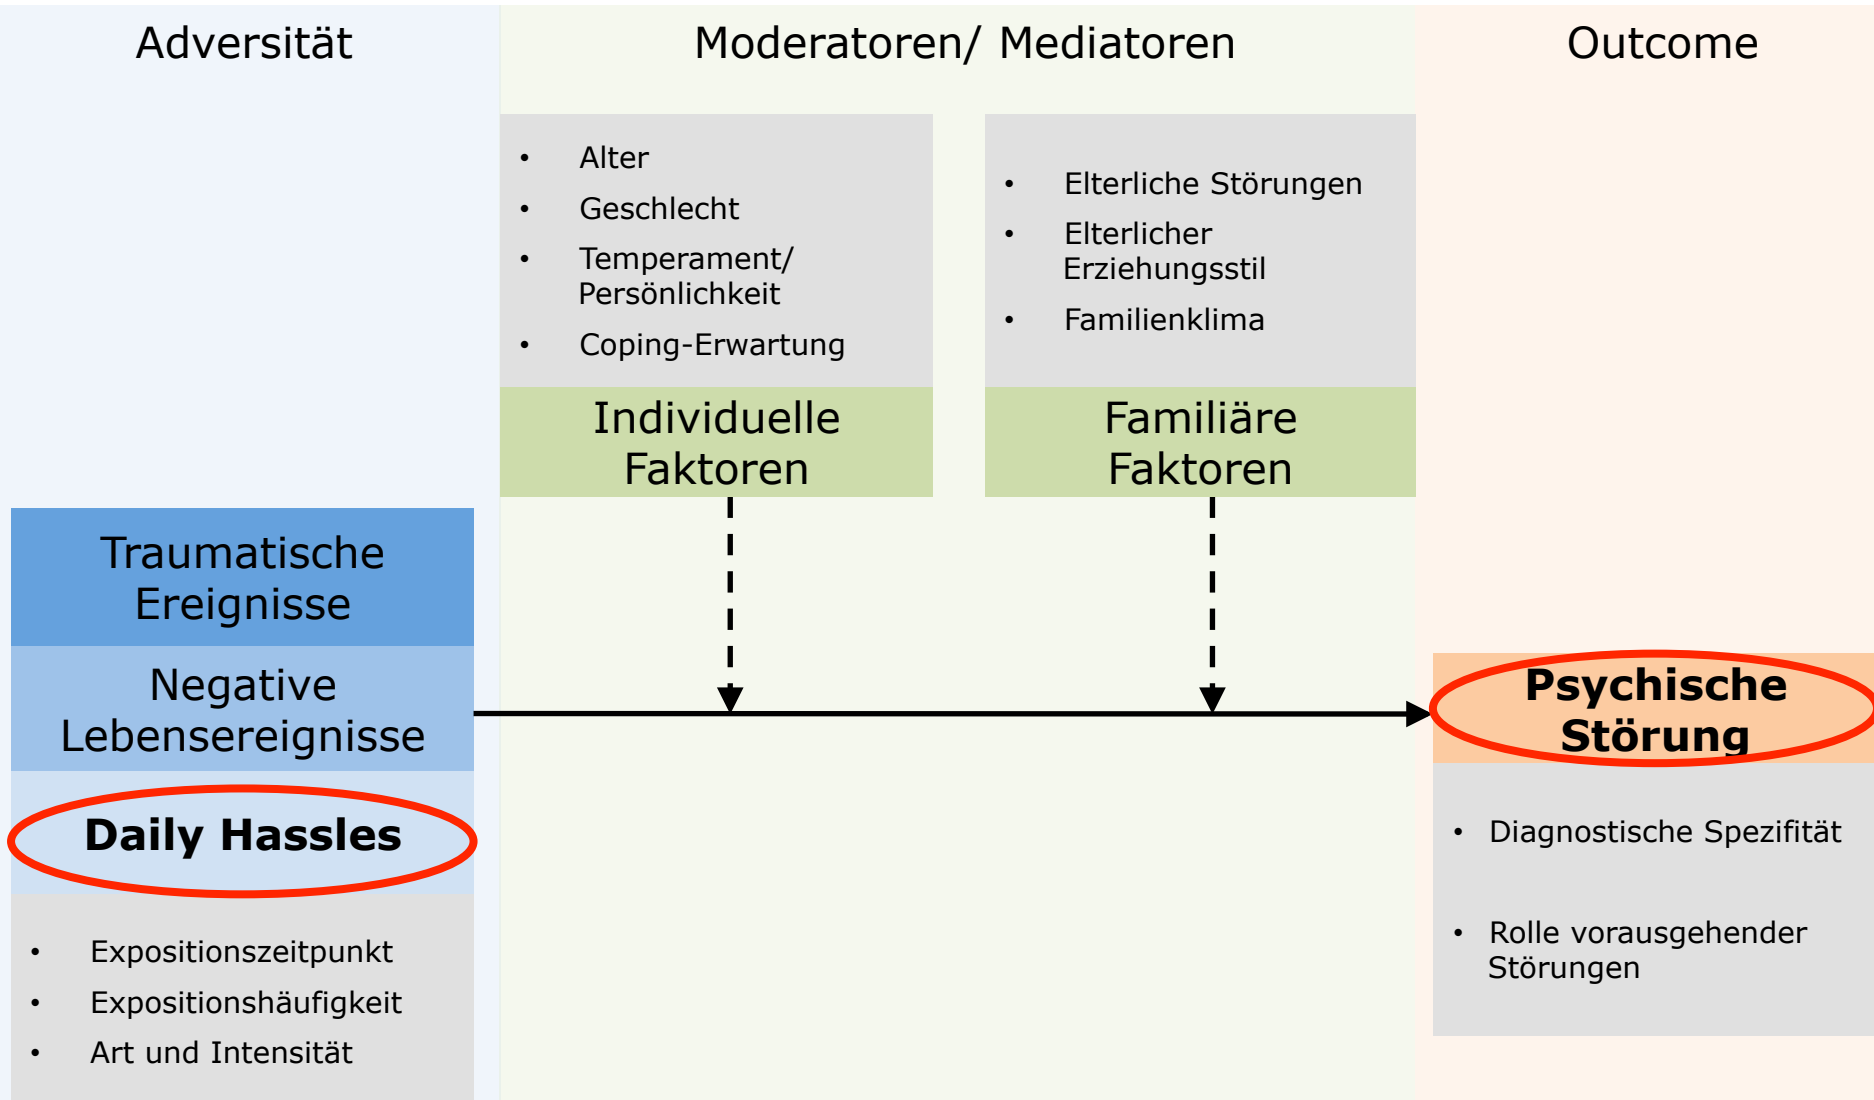 Adversität
Moderatoren/ Mediatoren
Outcome
• Alter
• Geschlecht
• Temperament/
Persönlichkeit
• Coping-Erwartung
Individuelle
Faktoren
• Elterliche Störungen
• Elterlicher
Erziehungsstil
• Familienklima
Familiäre
Faktoren
Traumatische
Ereignisse
Negative
Lebensereignisse
Daily Hassles
• Expositionszeitpunkt
• Expositionshäufigkeit
• Art und Intensität
Psychische
Störung
• Diagnostische Spezifität
• Rolle vorausgehender
Störungen